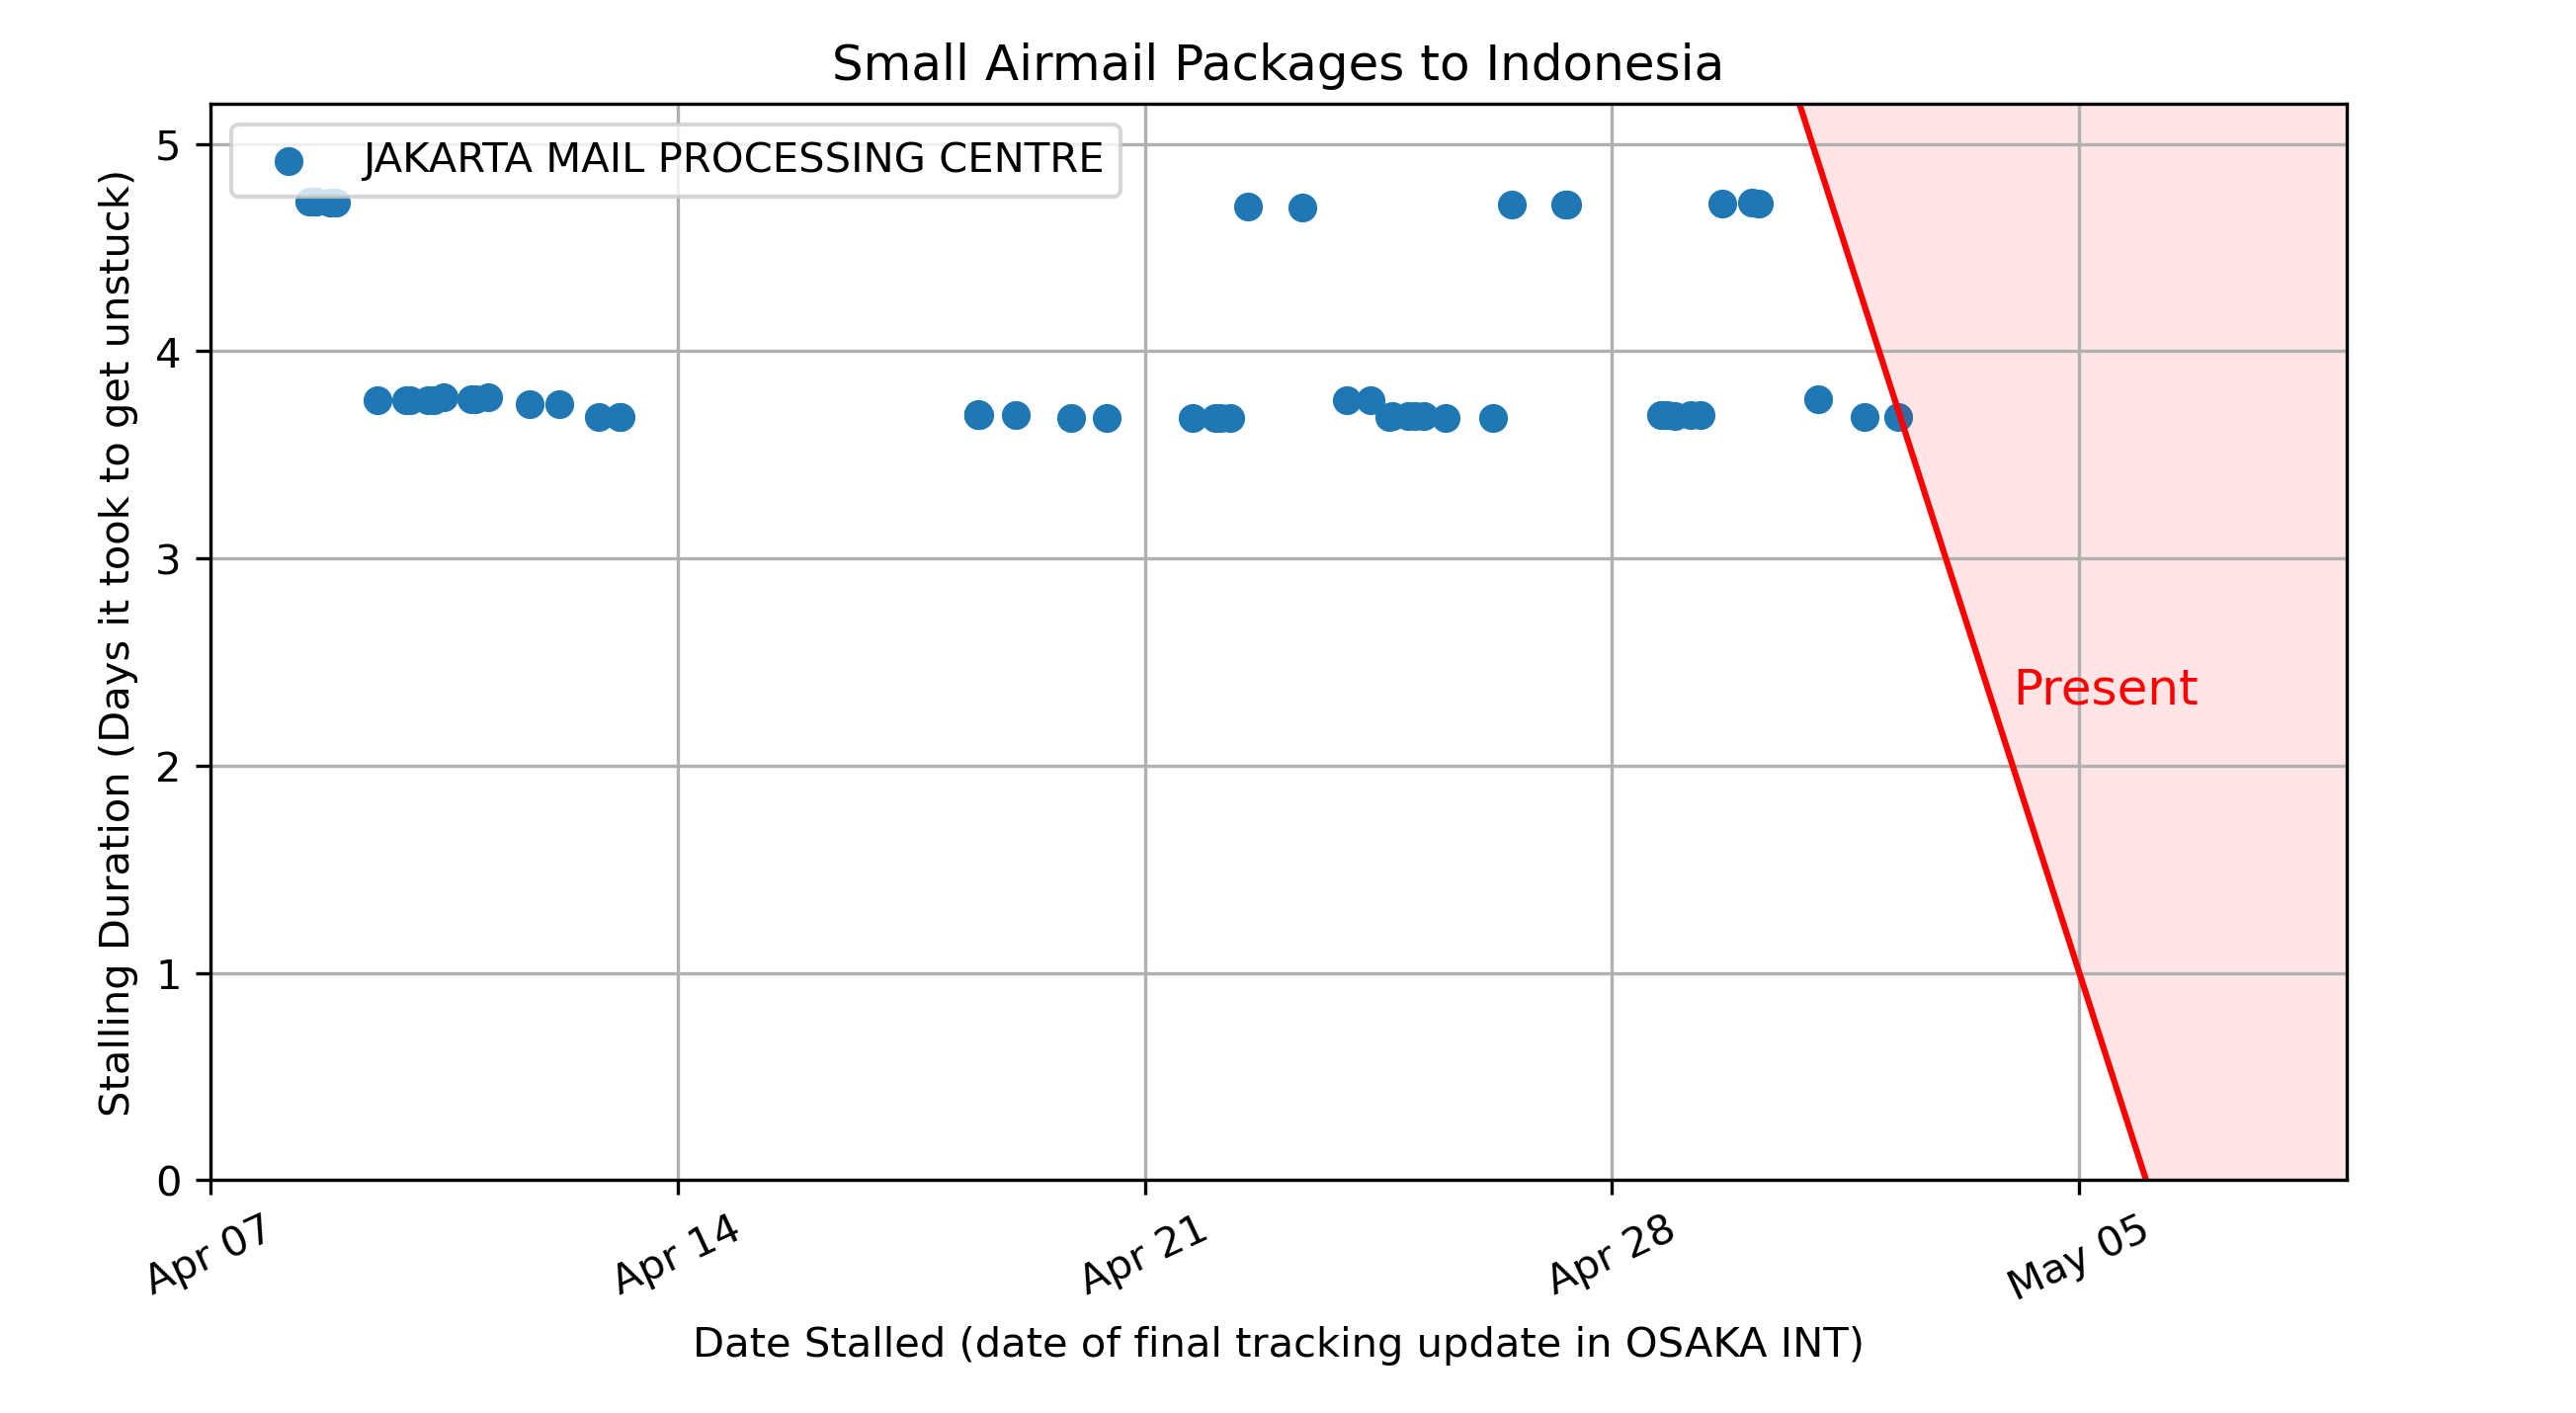 Small Airmail Packages to Indonesia
JAKARTA MAIL PROCESSING CENTRE
Stalling Duration (Days it took to get unstuck)
5
4
3
2
1
0
Present
Apr 07
Apr 14
Apr 21
Apr 28
May 05
Date Stalled (date of final tracking update in OSAKA INT)